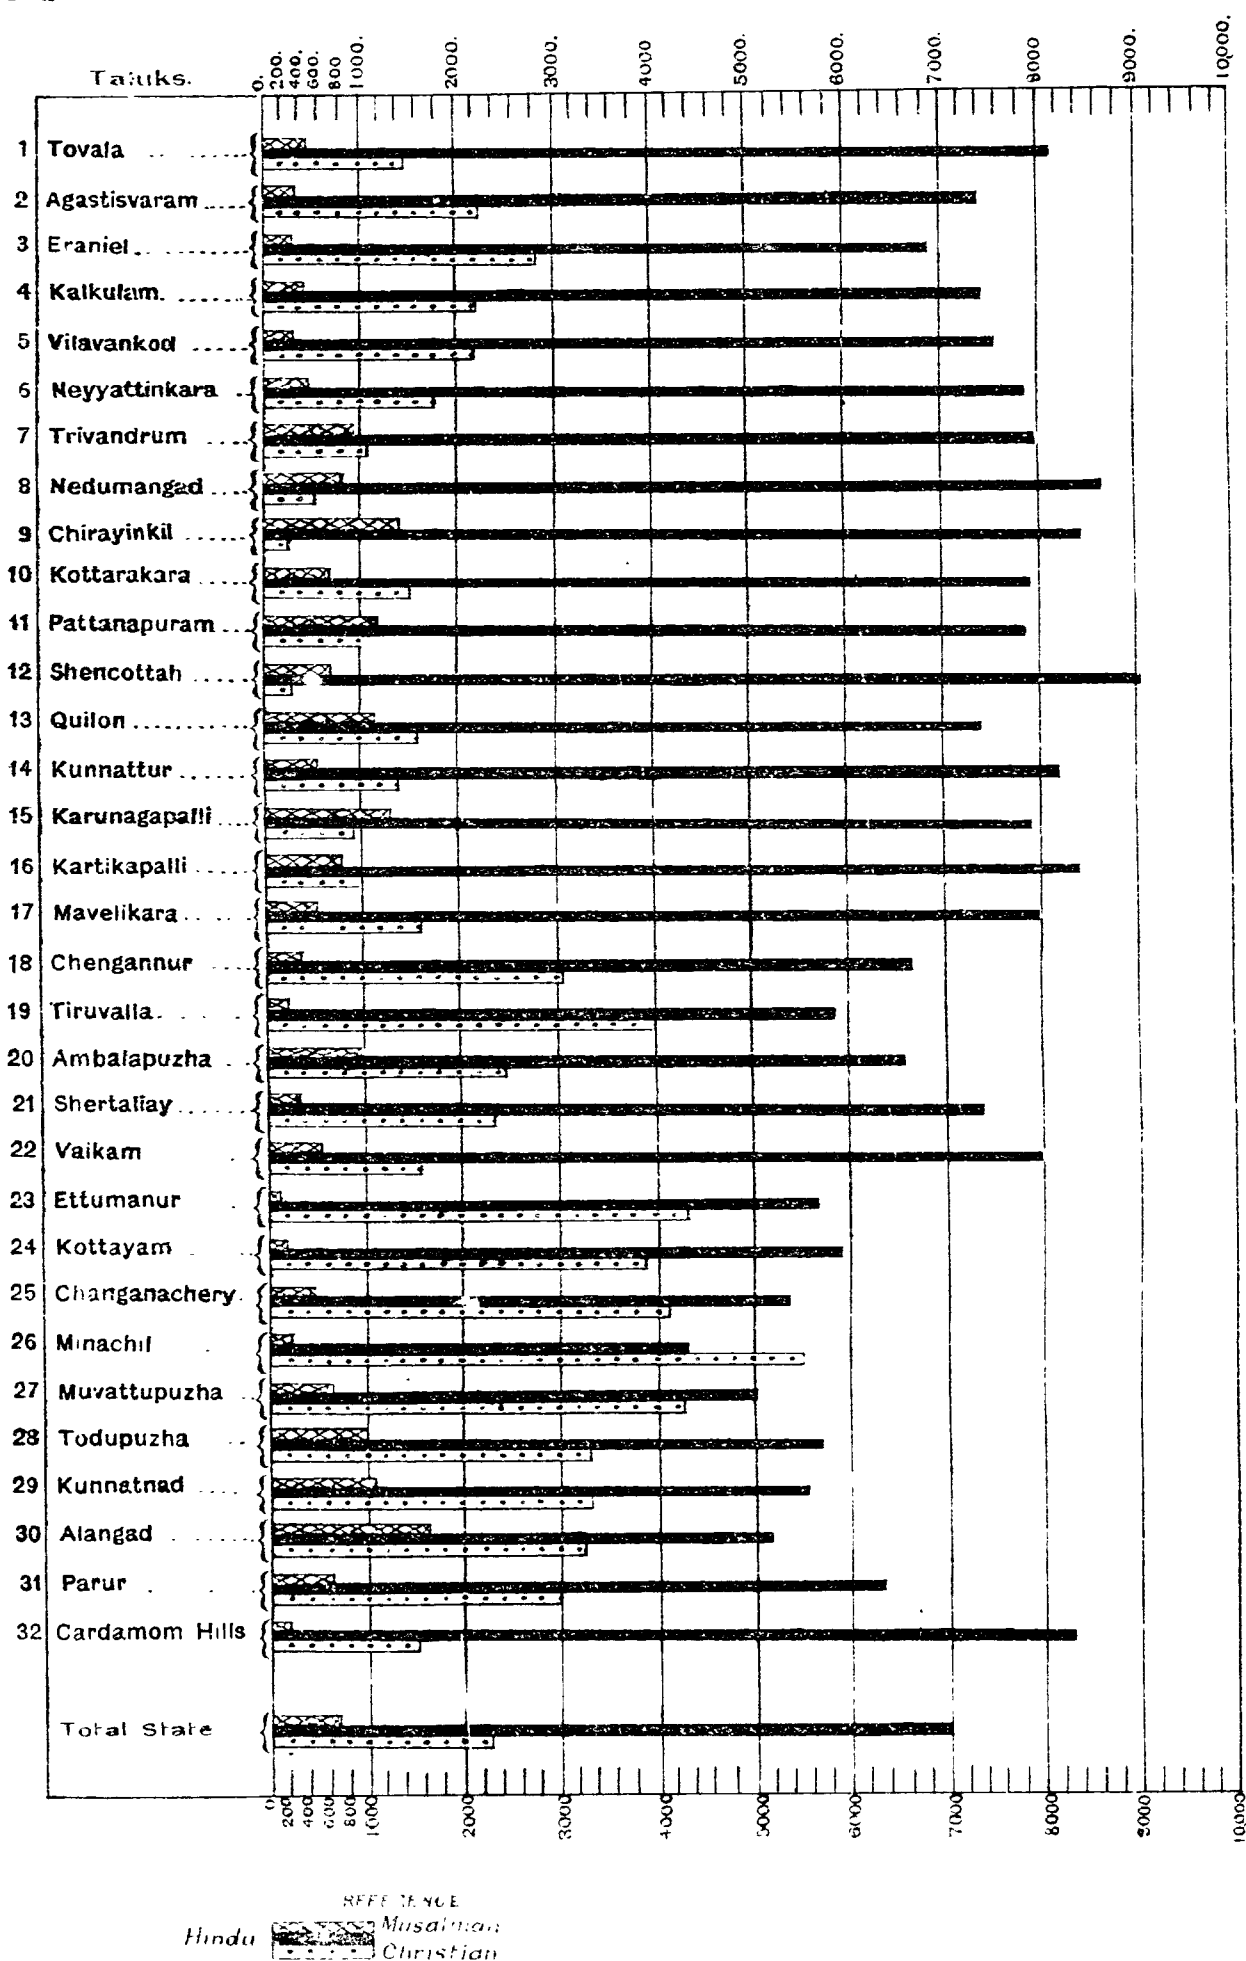 Taluks.
0. 200. 400. 600. 800 1000. 2000. 3000. 4000 5000. 6000. 7000. 8000 9000. 10,000.
1 Tovala
2 Agastisvaram
3 Eraniel
4 Kalkulam.
5 Vilavankod
6 Neyyattinkara
7 Trivandrum
8 Nedumangad
9 Chirayinkil
10 Kottarakara
11 Pattanapuram
12 Shencottah
13 Quilon
14 Kunnattur
15 Karunagapalli
16 Kartikapalli
17 Mavelikara
18 Chengannur
19 Tiruvalla
20 Ambalapuzha
21 Shertallay
22 Vaikam
23 Ettumanur
24 Kottayam
25 Changanachery
26 Minachil
27 Muvattupuzha
28 Todupuzha
29 Kunnatnad
30 Alangad
31 Parur
32 Cardamom Hills
Total State
0 200 400 600 800 1000 2000 3000 4000 5000 6000 7000 8000 9000 10,000
REFERENCE
Musalman
Hindu
Christian